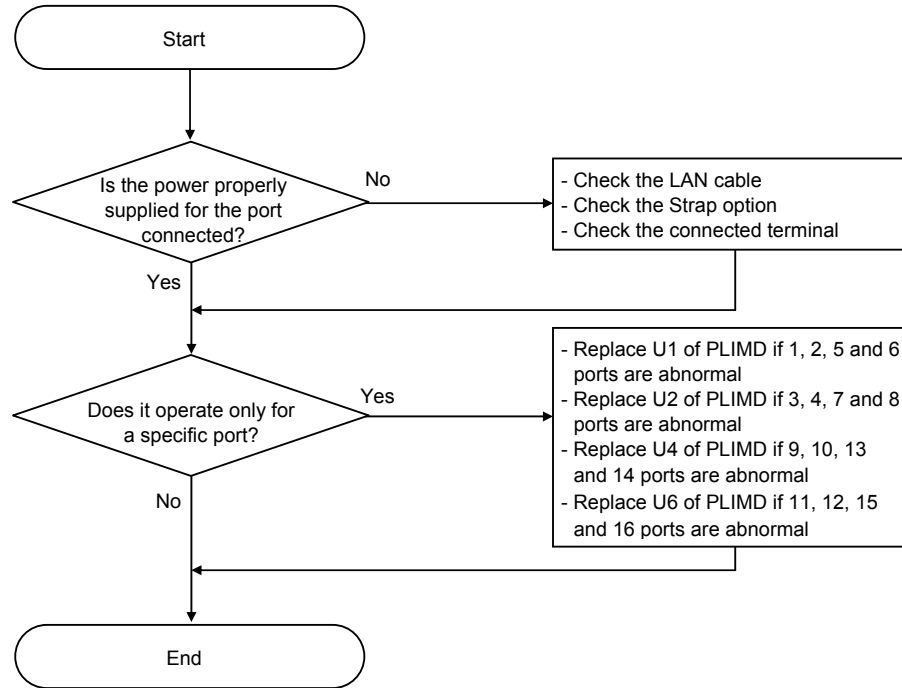 Start
Is the power properly
supplied for the port
connected?
No
- Check the LAN cable
- Check the Strap option
- Check the connected terminal
Yes
Does it operate only for
a specific port?
Yes
- Replace U1 of PLIMD if 1, 2, 5 and 6
ports are abnormal
- Replace U2 of PLIMD if 3, 4, 7 and 8
ports are abnormal
- Replace U4 of PLIMD if 9, 10, 13
and 14 ports are abnormal
- Replace U6 of PLIMD if 11, 12, 15
and 16 ports are abnormal
No
End